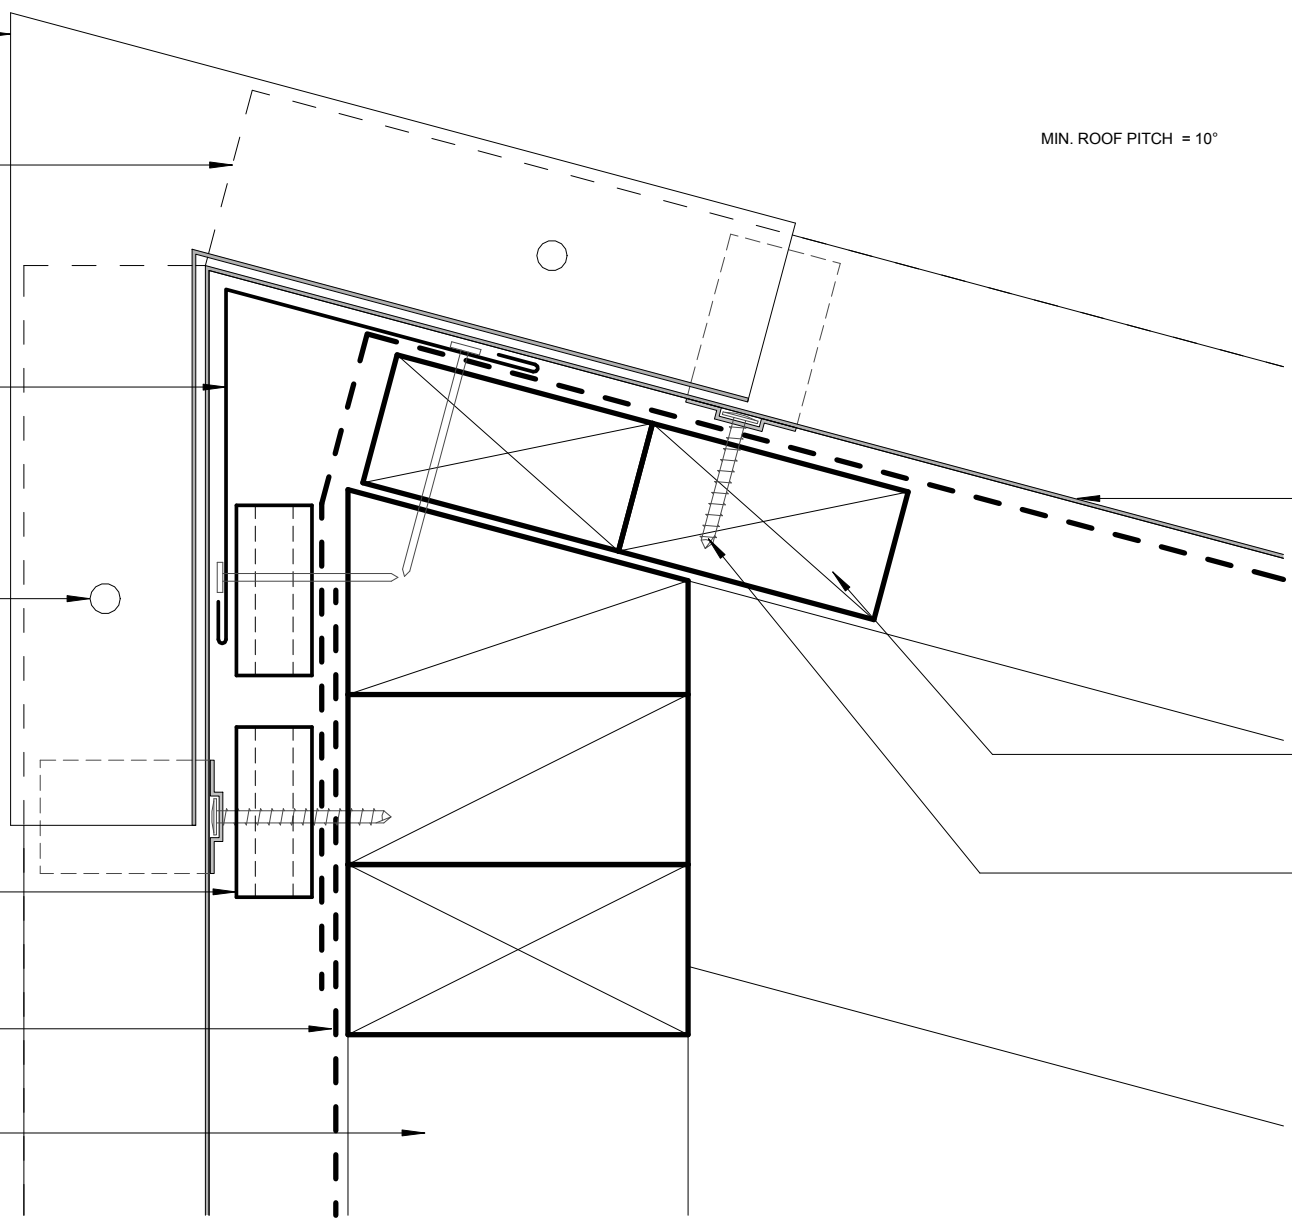 MIN. ROOF PITCH = 10°